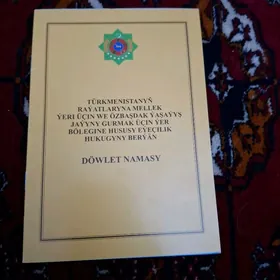 TÜRKMENISTANYŇ
RAÝATLARYNA MELLEK
ÝERI ÜÇIN WE ÖZBAŞDAK ÝAŞAÝYŞ
JAÝYNY GURMAK ÜÇIN ÝER
BÖLEGINE HUSUSY EÝEÇILIK
HUKUGYNY BERÝÄN
DÖWLET NAMASY